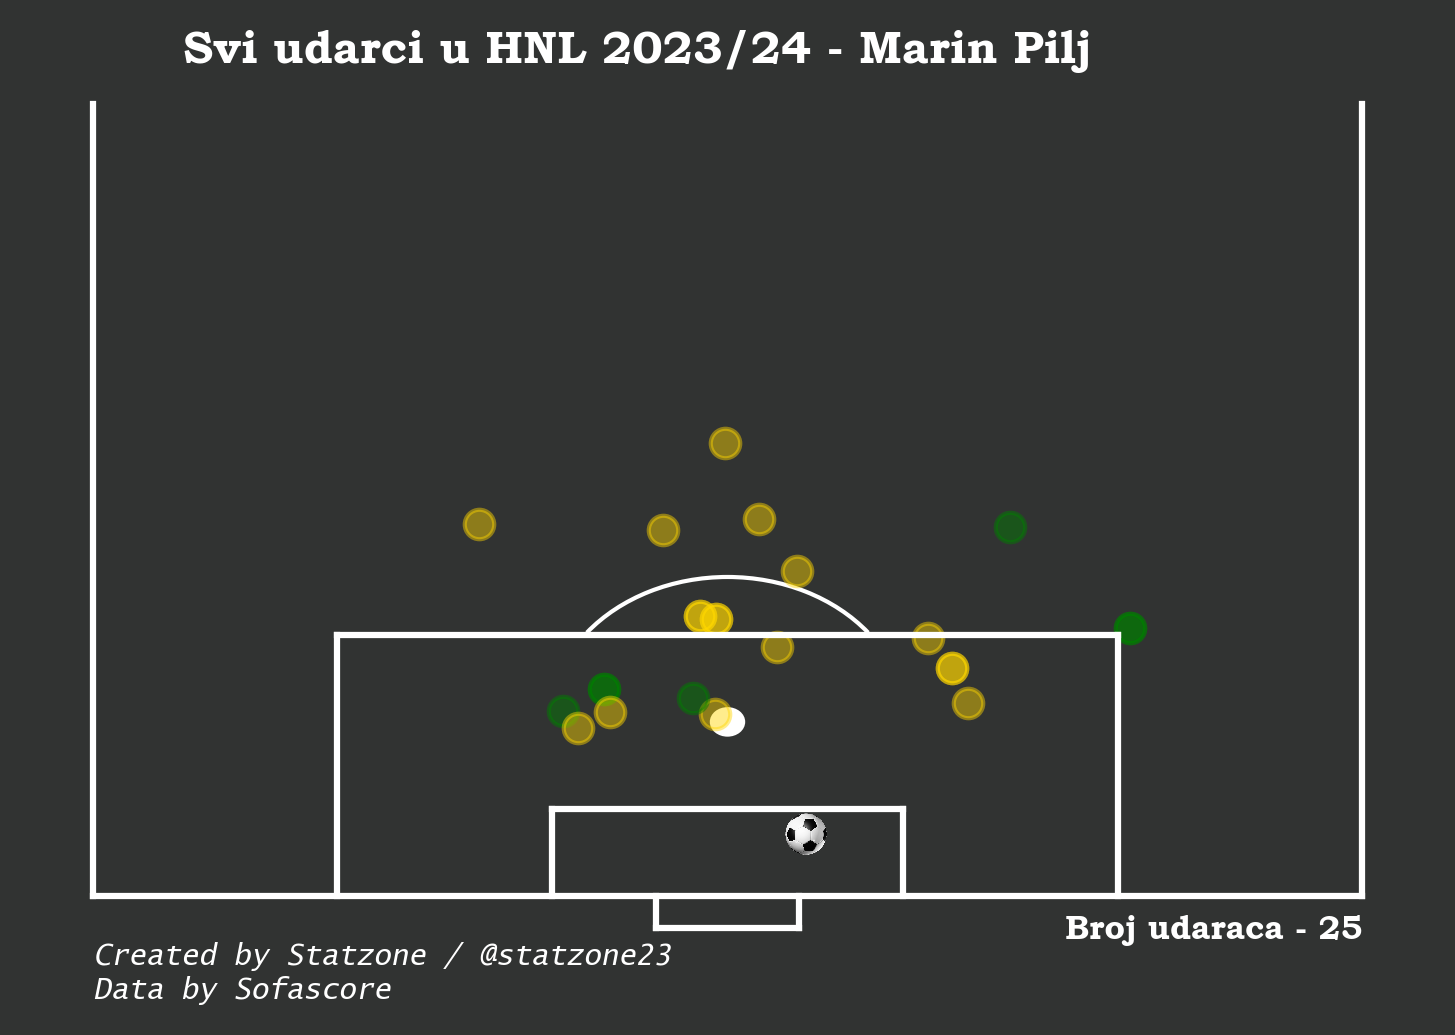 Svi udarci u HNL 2023/24 - Marin Pilj
Broj udaraca - 25
Created by Statzone / @statzone23
Data by Sofascore